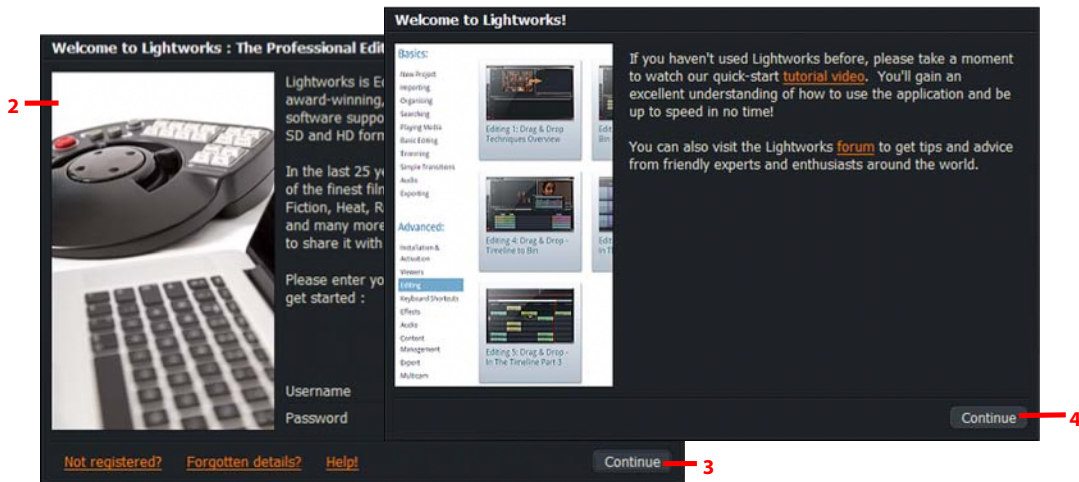 Welcome to Lightworks!
Basics:
New Project
Importing
Organising
Searching
Playing Media
Basic Editing
Trimming
Simple Transitions
Audio
Exporting
Advanced:
Installation &
Activation
Viewers
Editing
Keyboard Shortcuts
Effects
Audio
Content
Management
Export
Multicam
Editing 1: Drag & Drop
Techniques Overview
Editing 4: Drag & Drop -
Timeline to Bin
Editing 5: Drag & Drop -
In The Timeline Part 3
If you haven't used Lightworks before, please take a moment
to watch our quick-start tutorial video. You'll gain an
excellent understanding of how to use the application and be
up to speed in no time!
You can also visit the Lightworks forum to get tips and advice
from friendly experts and enthusiasts around the world.
Continue
4
Welcome to Lightworks : The Professional Edit
2
Lightworks is Ed
award-winning,
software suppo
SD and HD form
In the last 25 ye
of the finest film
Fiction, Heat, R
and many more
to share it with
Please enter yo
get started :
Username
Password
Not registered? Forgotten details? Help!
Continue
3